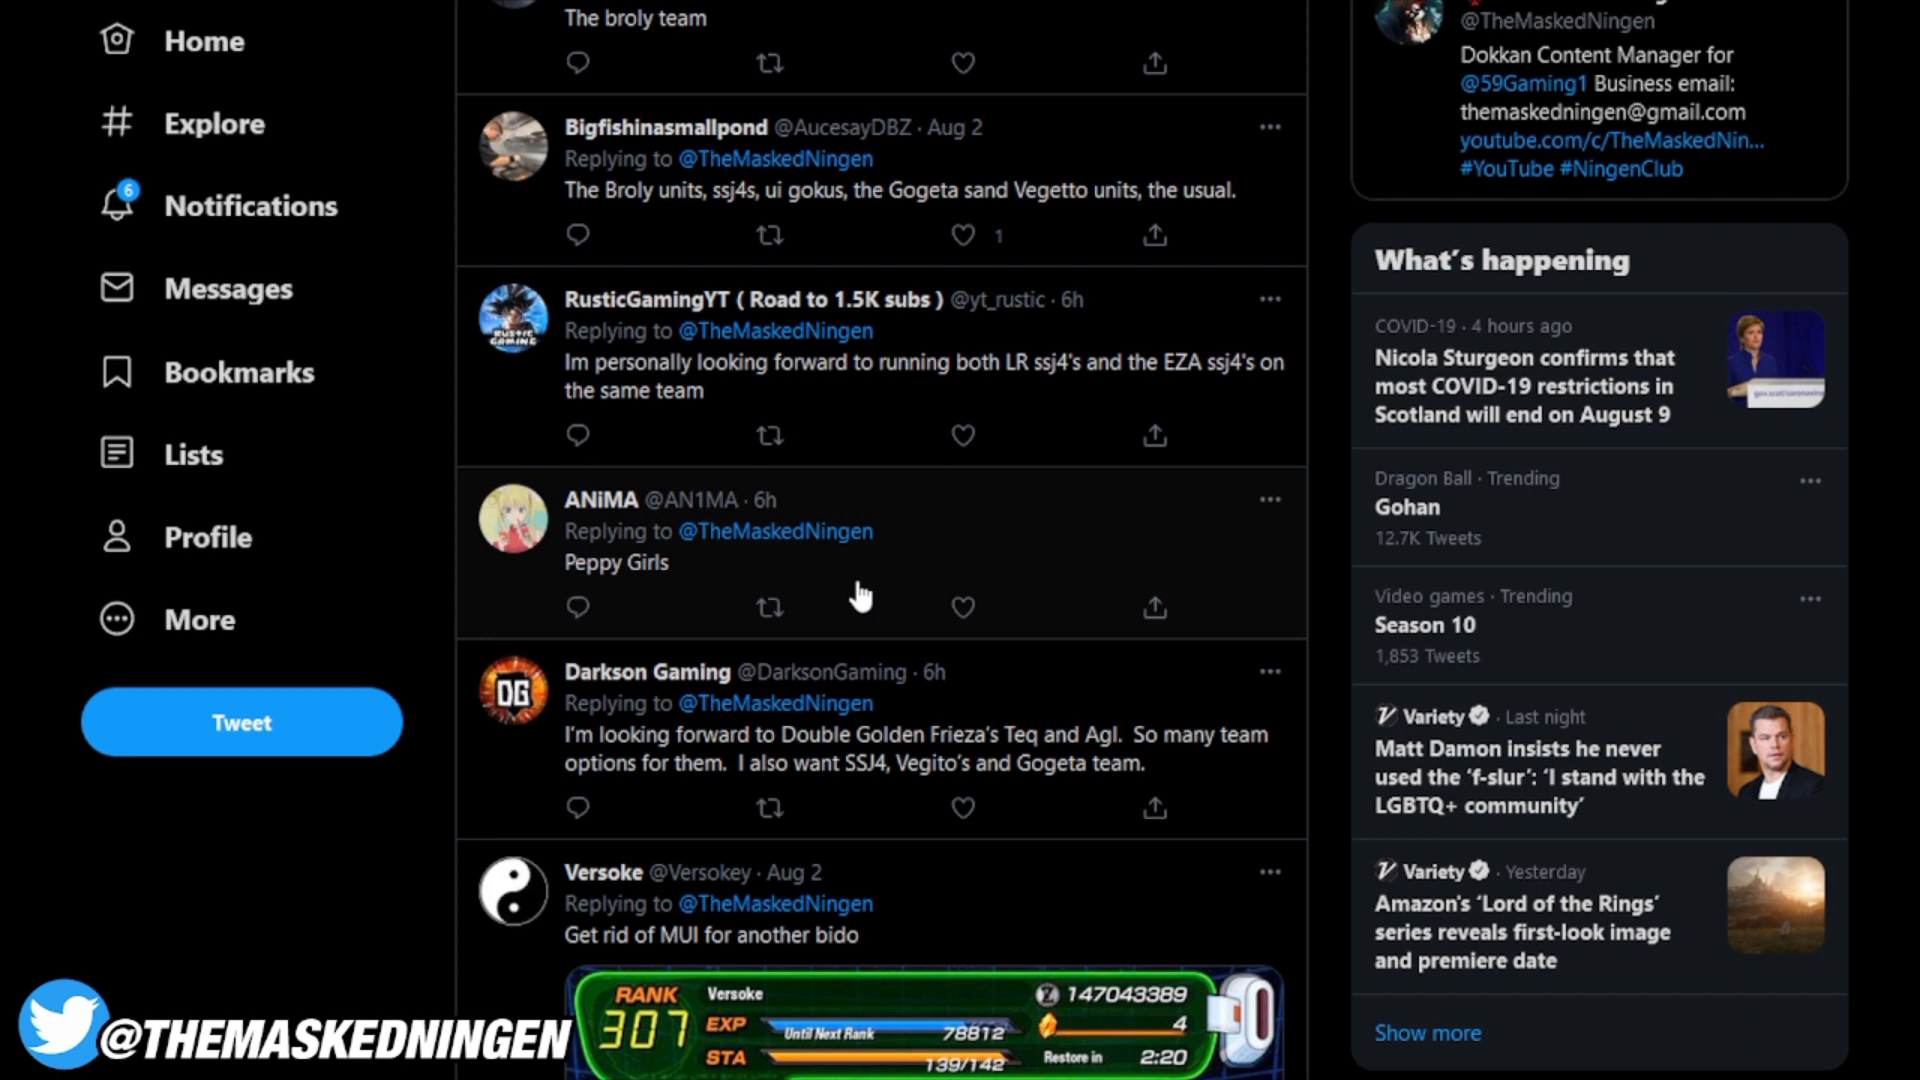 Home
Explore
6
Notifications
Messages
Bookmarks
Lists
Profile
More
Tweet
The broly team
Bigfishinasmallpond @AucesayDBZ · Aug 2
Replying to @TheMaskedNingen
The Broly units, ssj4s, ui gokus, the Gogeta sand Vegetto units, the usual.
1
RUSTIC
GAMING
RusticGamingYT ( Road to 1.5K subs ) @yt_rustic · 6h
Replying to @TheMaskedNingen
Im personally looking forward to running both LR ssj4's and the EZA ssj4's on
the same team
ANiMA @AN1MA · 6h
Replying to @TheMaskedNingen
Peppy Girls
DG
Darkson Gaming @DarksonGaming · 6h
Replying to @TheMaskedNingen
I'm looking forward to Double Golden Frieza's Teq and Agl. So many team
options for them. I also want SSJ4, Vegito's and Gogeta team.
Versoke @Versokey · Aug 2
Replying to @TheMaskedNingen
Get rid of MUI for another bido
RANK
307
Versoke
147043389
EXP
Until Next Rank
78812
4
STA
139/142
Restore in
2:20
@TheMaskedNingen
Dokkan Content Manager for
@59Gaming1 Business email:
themaskedningen@gmail.com
youtube.com/c/TheMaskedNin...
#YouTube #NingenClub
What's happening
COVID-19 · 4 hours ago
Nicola Sturgeon confirms that
most COVID-19 restrictions in
Scotland will end on August 9
Dragon Ball · Trending
Gohan
12.7K Tweets
Video games · Trending
Season 10
1,853 Tweets
V Variety · Last night
Matt Damon insists he never
used the 'f-slur': 'I stand with the
LGBTQ+ community'
V Variety · Yesterday
Amazon's 'Lord of the Rings'
series reveals first-look image
and premiere date
Show more
@THEMASKEDNINGEN